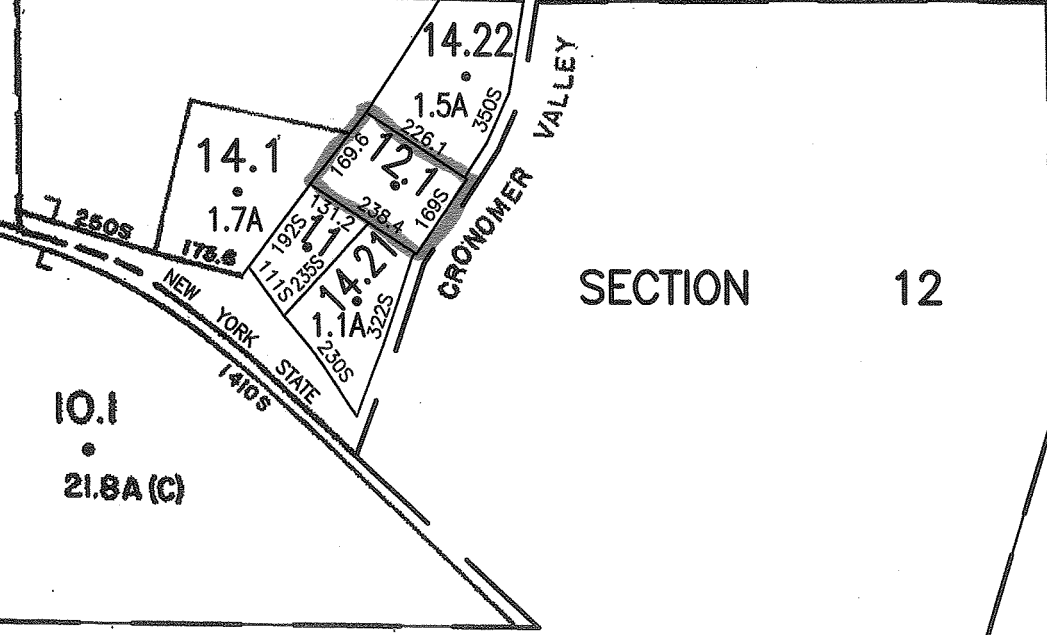 14.22
1.5A
350S
CRONOMER VALLEY
226.1
169.6
12.1
169S
238.4
14.1
1.7A
250S
173.6
131.2
192S
11
111S
235S
14.21
1.1A
322S
230S
NEW YORK STATE
1410S
SECTION 12
10.1
21.8A (C)